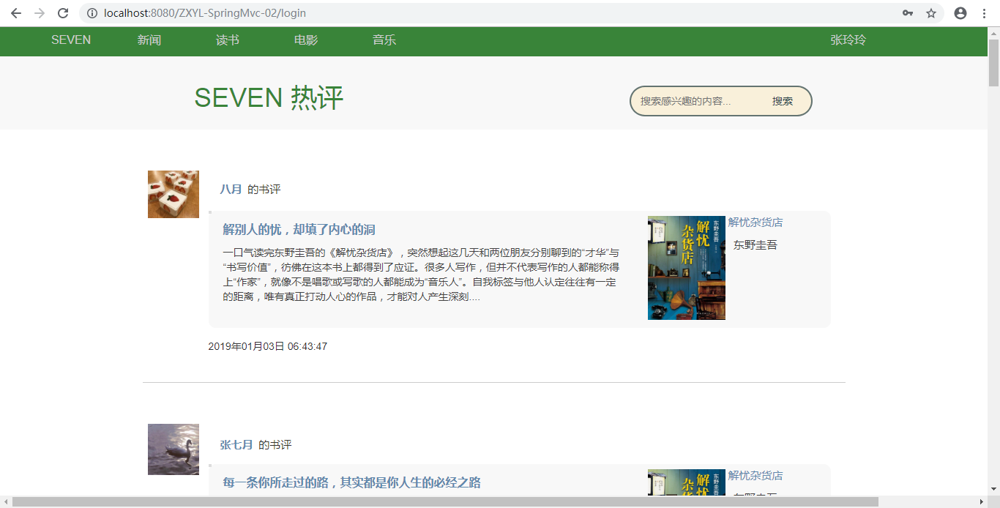 localhost:8080/ZXYL-SpringMvc-02/login
SEVEN 新闻 读书 电影 音乐 张玲玲
SEVEN 热评
搜索感兴趣的内容... 搜索
八月 的书评
解别人的忧，却填了内心的洞
一口气读完东野圭吾的《解忧杂货店》，突然想起这几天和两位朋友分别聊到的“才华”与
“书写价值”，彷佛在这本书上都得到了应证。很多人写作，但并不代表写作的人都能称得
上“作家”，就像不是唱歌或写歌的人都能成为“音乐人”。自我标签与他人认定往往有一定
的距离，唯有真正打动人心的作品，才能对人产生深刻....
解忧
杂货店
东野圭吾
解忧杂货店
东野圭吾
2019年01月03日 06:43:47
张七月 的书评
每一条你所走过的路，其实都是你人生的必经之路
解忧
杂货
东野圭吾
解忧杂货店
东野圭吾